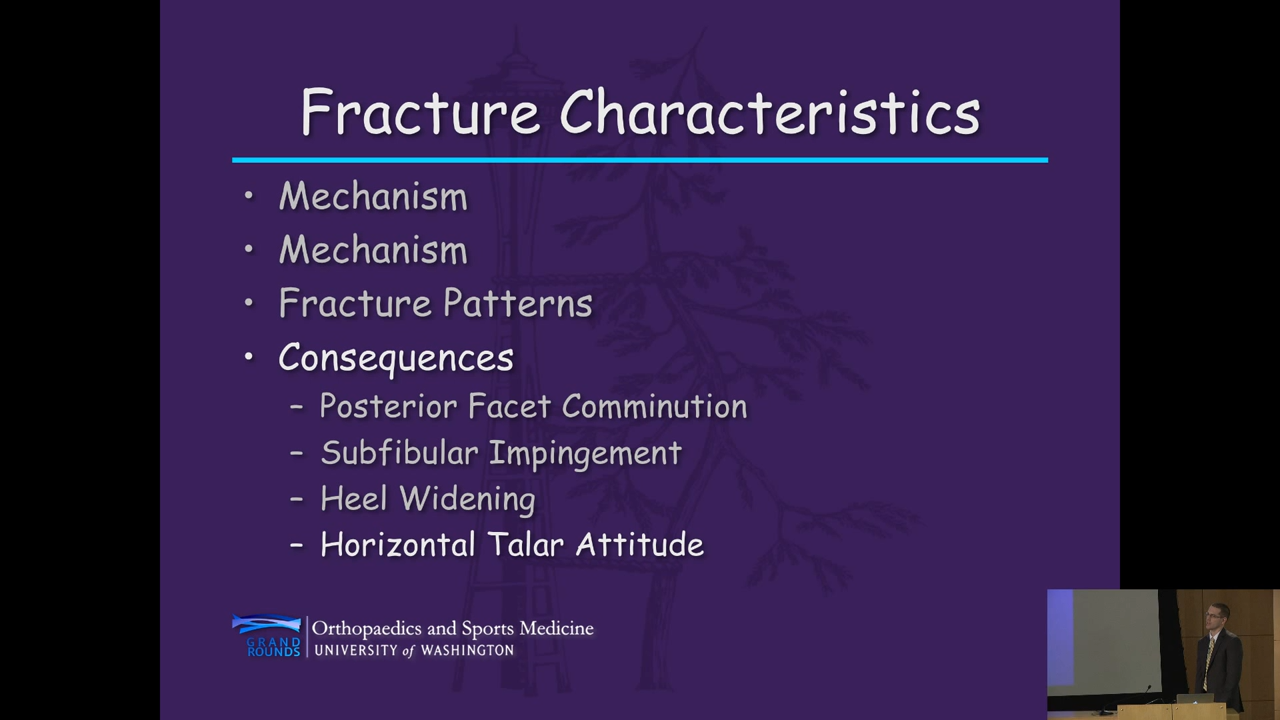 Fracture Characteristics
• Mechanism
• Mechanism
• Fracture Patterns
• Consequences
– Posterior Facet Comminution
– Subfibular Impingement
– Heel Widening
– Horizontal Talar Attitude
GRAND
ROUNDS
Orthopaedics and Sports Medicine
UNIVERSITY of WASHINGTON